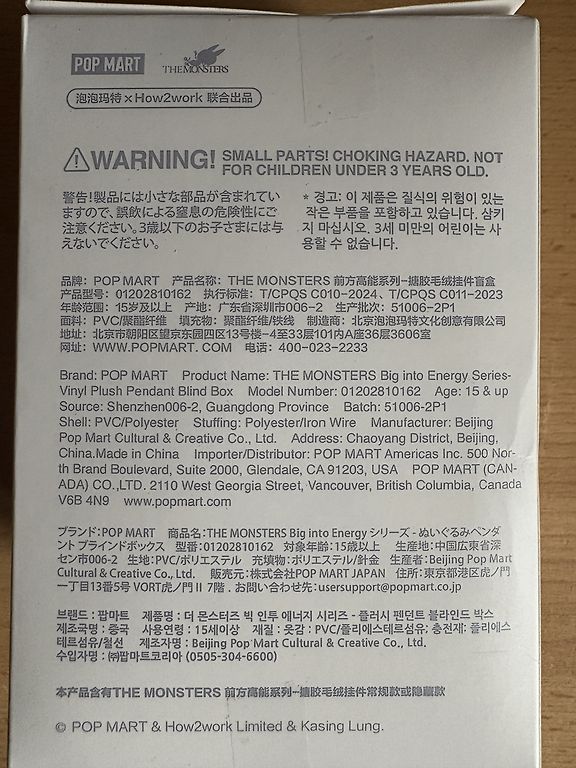 POP MART THE MONSTERS
泡泡玛特 × How2work 联合出品
WARNING! SMALL PARTS! CHOKING HAZARD. NOT
FOR CHILDREN UNDER 3 YEARS OLD.
警告!製品には小さな部品が含まれてい
ますので、誤飲による窒息の危険性にご
注意ください。3歳以下のお子さまには与
えないでください。
* 경고: 이 제품은 질식의 위험이 있는
작은 부품을 포함하고 있습니다. 삼키
지 마십시오. 3세 미만의 어린이는 사
용할 수 없습니다.
品牌: POP MART 产品名称: THE MONSTERS 前方高能系列-搪胶毛绒挂件盲盒
产品型号: 01202810162 执行标准: T/CPQS C010-2024、T/CPQS C011-2023
年龄范围: 15岁及以上 产地: 广东省深圳市006-2 生产批次: 51006-2P1
面料: PVC/聚酯纤维 填充物: 聚酯纤维/铁线 制造商: 北京泡泡玛特文化创意有限公司
地址: 北京市朝阳区望京东园四区13号楼-4至33层101内A座36层3606室
网址: WWW.POPMART. COM 电话: 400-023-2233
Brand: POP MART Product Name: THE MONSTERS Big into Energy Series-
Vinyl Plush Pendant Blind Box Model Number: 01202810162 Age: 15 & up
Source: Shenzhen006-2, Guangdong Province Batch: 51006-2P1
Shell: PVC/Polyester Stuffing: Polyester/Iron Wire Manufacturer: Beijing
Pop Mart Cultural & Creative Co., Ltd. Address: Chaoyang District, Beijing,
China.Made in China Importer/Distributor: POP MART Americas Inc. 500 Nor-
th Brand Boulevard, Suite 2000, Glendale, CA 91203, USA POP MART (CAN-
ADA) CO.,LTD. 2110 West Georgia Street, Vancouver, British Columbia, Canada
V6B 4N9 www.popmart.com
ブランド:POP MART 商品名:THE MONSTERS Big into Energy シリーズ - ぬいぐるみペンダ
ント ブラインドボックス 型番:01202810162 対象年齢:15歳以上 生産地:中国広東省深
セン市006-2 生地:PVC/ポリエステル 充填物:ポリエステル/針金 生産者:Beijing Pop Mart
Cultural & Creative Co., Ltd. 販売元:株式会社POP MART JAPAN 住所:東京都港区虎ノ門
一丁目13番5号 VORT虎ノ門Ⅱ 7階 . お問い合わせ先:usersupport@popmart.co.jp
브랜드 : 팝마트 제품명 : 더 몬스터즈 빅 인투 에너지 시리즈 - 플러시 펜던트 블라인드 박스
제조국명 : 중국 사용연령 : 15세이상 재질 : 겉감 : PVC/폴리에스테르섬유; 충전재: 폴리에스
테르섬유/철선 제조자명 : Beijing Pop Mart Cultural & Creative Co., Ltd.
수입자명 : ㈜팝마트코리아 (0505-304-6600)
本产品含有THE MONSTERS 前方高能系列-搪胶毛绒挂件常规款或隐藏款
© POP MART & How2work Limited & Kasing Lung.